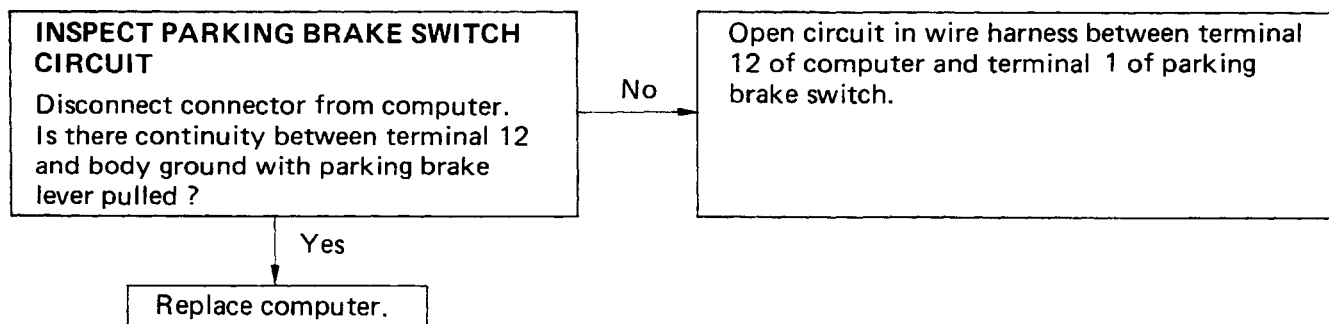 INSPECT PARKING BRAKE SWITCH
CIRCUIT
Disconnect connector from computer.
Is there continuity between terminal 12
and body ground with parking brake
lever pulled ?
No
Open circuit in wire harness between terminal
12 of computer and terminal 1 of parking
brake switch.
Yes
Replace computer.